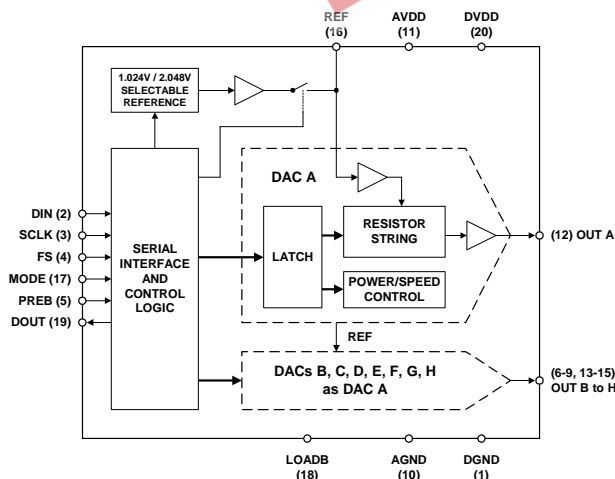 REF
(16)
AVDD
(11)
DVDD
(20)
1.024V / 2.048V
SELECTABLE
REFERENCE
DAC A
DIN (2)
SCLK (3)
FS (4)
MODE (17)
PREB (5)
DOUT (19)
SERIAL
INTERFACE
AND
CONTROL
LOGIC
LATCH
RESISTOR
STRING
POWER/SPEED
CONTROL
(12) OUT A
REF
DACs B, C, D, E, F, G, H
as DAC A
(6-9, 13-15)
OUT B to H
LOADB
(18)
AGND
(10)
DGND
(1)